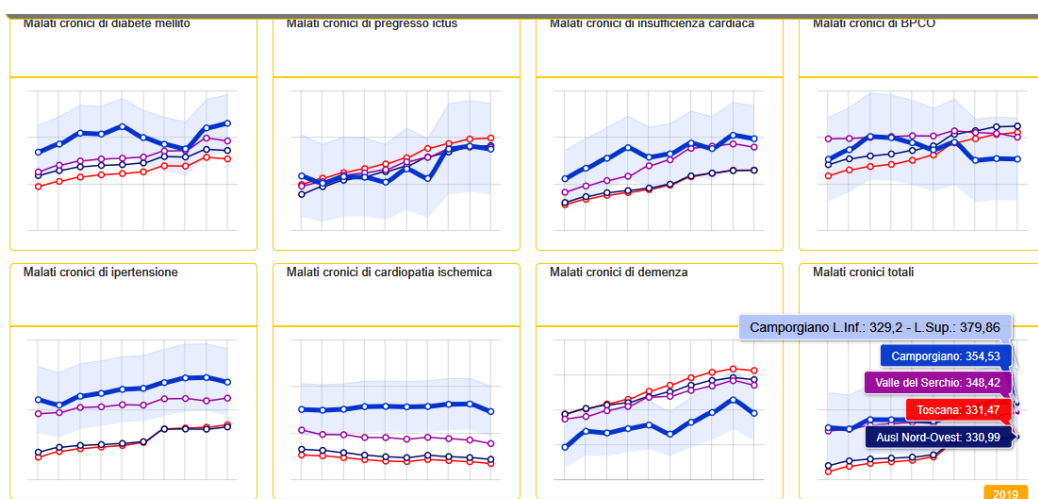 Malati cronici di diabete mellito
Malati cronici di pregresso ictus
Malati cronici di insufficienza cardiaca
Malati cronici di BPCO
Malati cronici di ipertensione
Malati cronici di cardiopatia ischemica
Malati cronici di demenza
Malati cronici totali
Camporgiano L.Inf.: 329,2 - L.Sup.: 379,86
Camporgiano: 354,53
Valle del Serchio: 348,42
Toscana: 331,47
Ausl Nord-Ovest: 330,99
2019